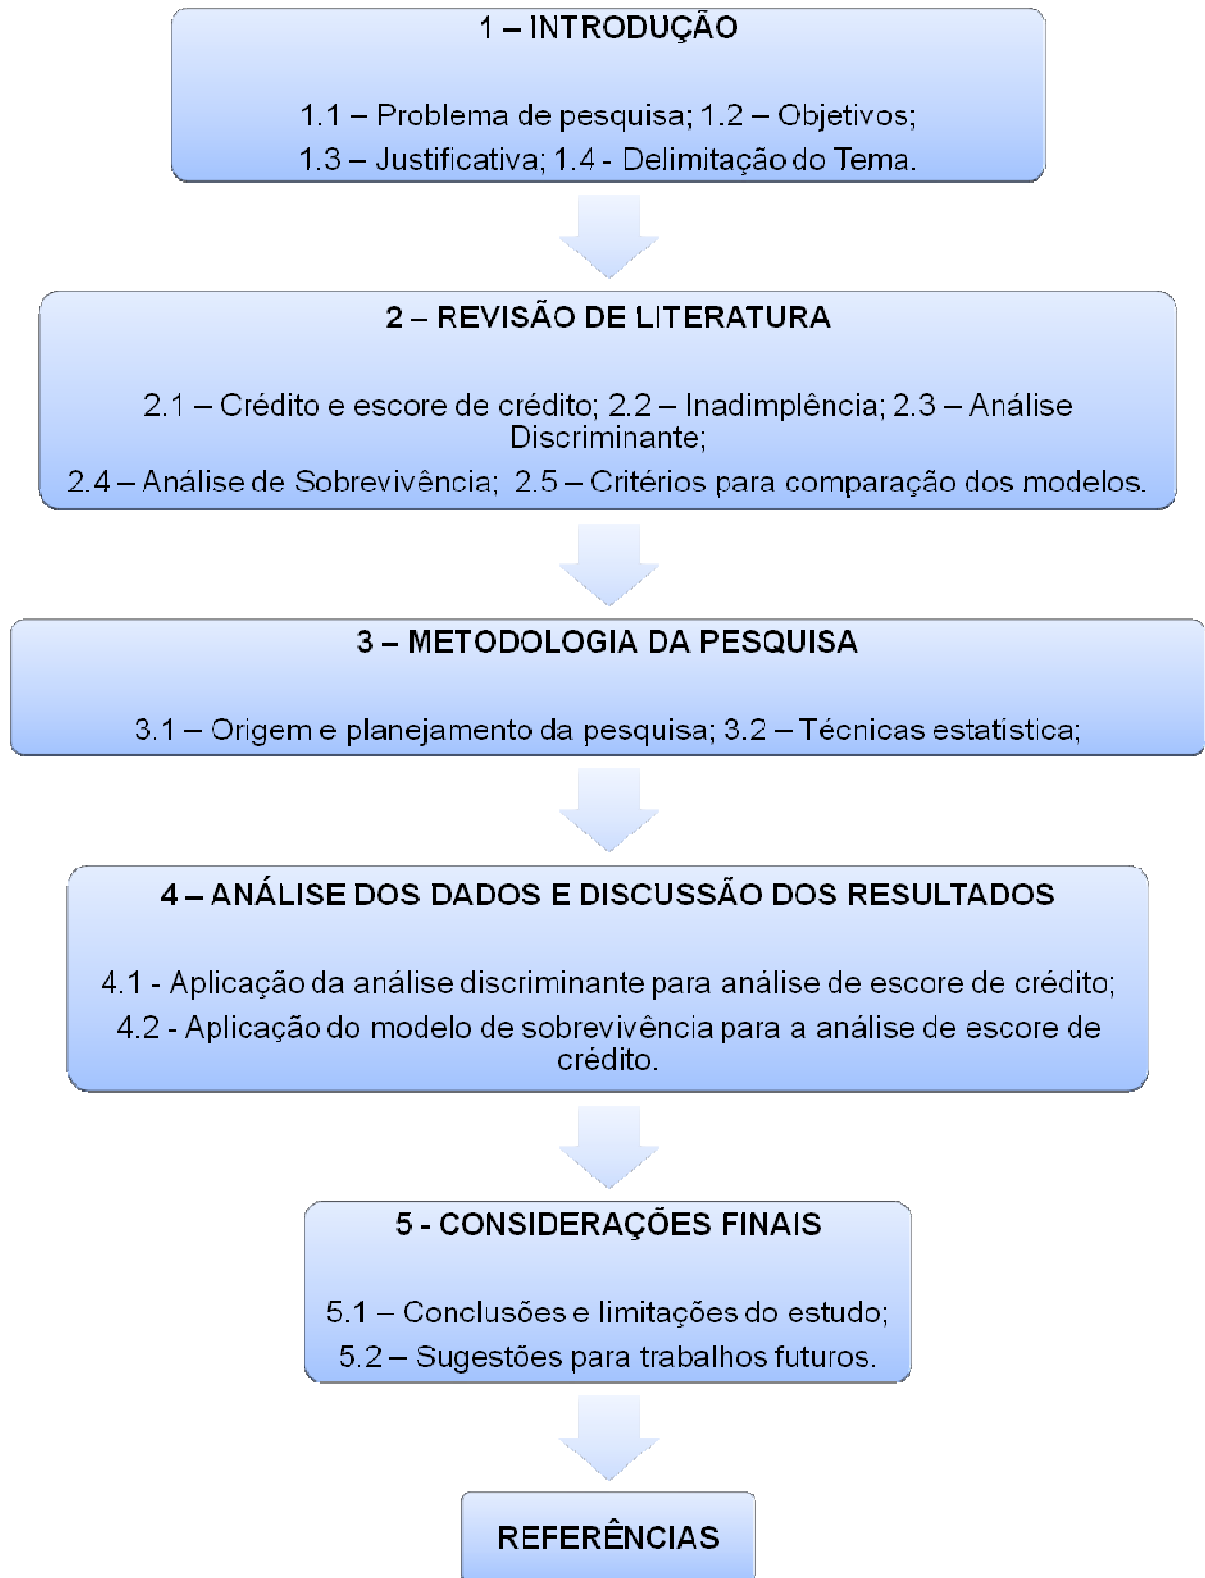 1 – INTRODUÇÃO
1.1 – Problema de pesquisa; 1.2 – Objetivos;
1.3 – Justificativa; 1.4 - Delimitação do Tema.
2 – REVISÃO DE LITERATURA
2.1 – Crédito e escore de crédito; 2.2 – Inadimplência; 2.3 – Análise
Discriminante;
2.4 – Análise de Sobrevivência; 2.5 – Critérios para comparação dos modelos.
3 – METODOLOGIA DA PESQUISA
3.1 – Origem e planejamento da pesquisa; 3.2 – Técnicas estatística;
4 – ANÁLISE DOS DADOS E DISCUSSÃO DOS RESULTADOS
4.1 - Aplicação da análise discriminante para análise de escore de crédito;
4.2 - Aplicação do modelo de sobrevivência para a análise de escore de
crédito.
5 - CONSIDERAÇÕES FINAIS
5.1 – Conclusões e limitações do estudo;
5.2 – Sugestões para trabalhos futuros.
REFERÊNCIAS